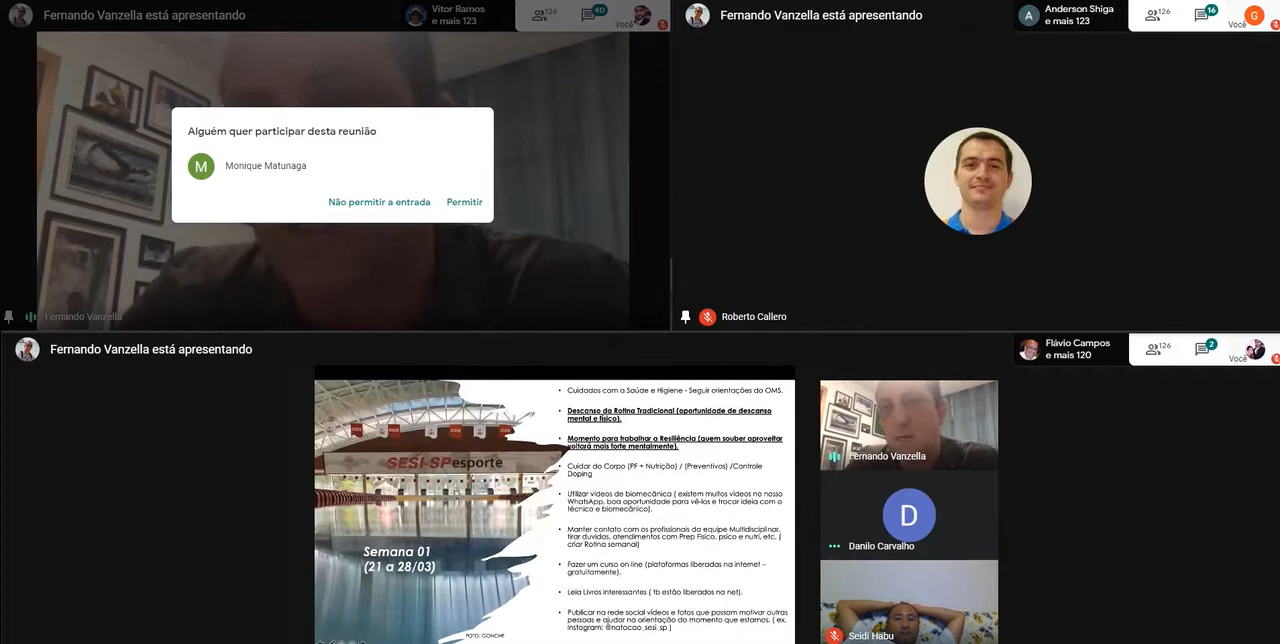 Fernando Vanzella está apresentando
Vitor Ramos
e mais 123
126
40
Você
Alguém quer participar desta reunião
M
Monique Matunaga
Não permitir a entrada
Permitir
Fernando Vanzella
Fernando Vanzella está apresentando
A
Anderson Shiga
e mais 123
126
16
Você
G
Roberto Callero
Fernando Vanzella está apresentando
Flávio Campos
e mais 120
126
2
Você
SESI-SP esporte
Semana 01
(21 a 28/03)
FOTO: GONCHE
• Cuidados com a Saúde e Higiene - Seguir orientações do OMS.
• Descanso da Rotina Tradicional (oportunidade de descanso
mental e físico).
• Momento para trabalhar a Resiliência (quem souber aproveitar
voltará mais forte mentalmente).
• Cuidar do Corpo (PF + Nutrição) / (Preventivos) /Controle
Doping
• Utilizar vídeos de biomecânica ( existem muitos vídeos no nosso
WhatsApp, boa oportunidade para vê-los e trocar ideia com o
técnico e biomecânico).
• Manter contato com os profissionais da equipe Multidisciplinar,
tirar duvidas, atendimentos com Prep Físico, psico e nutri, etc. (
criar Rotina semanal)
• Fazer um curso on-line (plataformas liberadas na internet –
gratuitamente).
• Leia Livros interessantes ( tb estão liberados na net).
• Publicar na rede social vídeos e fotos que possam motivar outras
pessoas e ajudar na orientação do momento que estamos. ( ex.
Instagram: @natacao_sesi_sp )
Fernando Vanzella
D
Danilo Carvalho
Seidi Habu